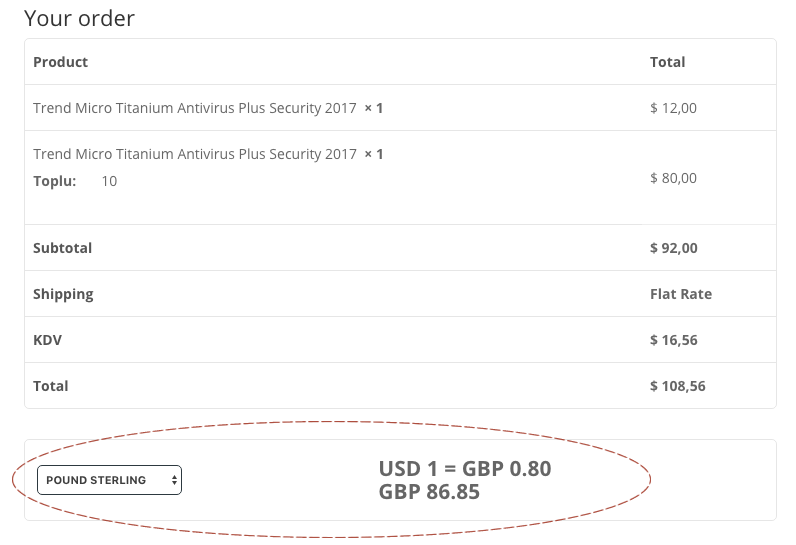 Your order
Product Total
Trend Micro Titanium Antivirus Plus Security 2017 × 1 $ 12,00
Trend Micro Titanium Antivirus Plus Security 2017 × 1
Toplu: 10 $ 80,00
Subtotal $ 92,00
Shipping Flat Rate
KDV $ 16,56
Total $ 108,56
POUND STERLING USD 1 = GBP 0.80
GBP 86.85